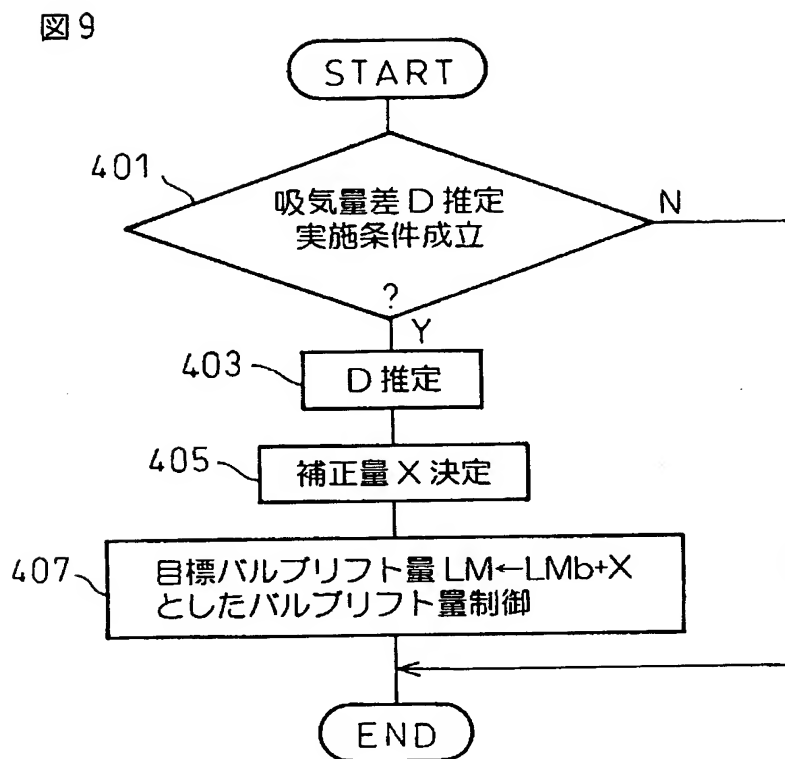 図9
START
401
吸気量差D推定
実施条件成立
?
N
Y
403
D推定
405
補正量X決定
407
目標バルブリフト量LM←LMb+X
としたバルブリフト量制御
END